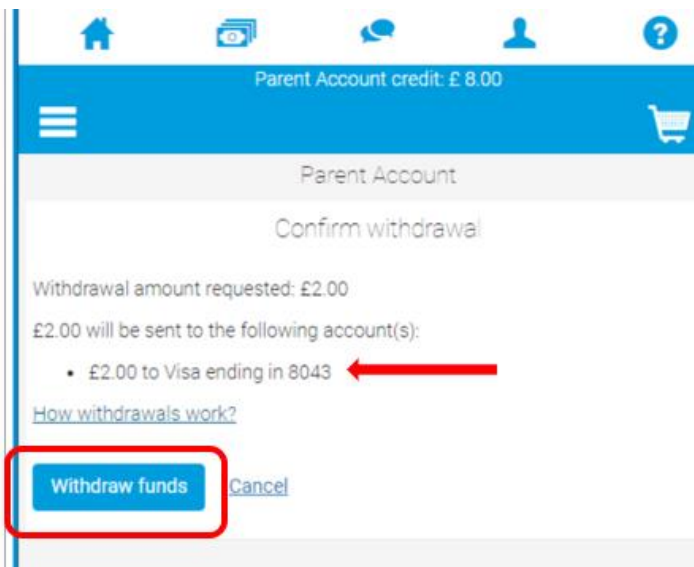 ?
Parent Account credit: £ 8.00
Parent Account
Confirm withdrawal
Withdrawal amount requested: £2.00
£2.00 will be sent to the following account(s):
• £2.00 to Visa ending in 8043
How withdrawals work?
Withdraw funds Cancel